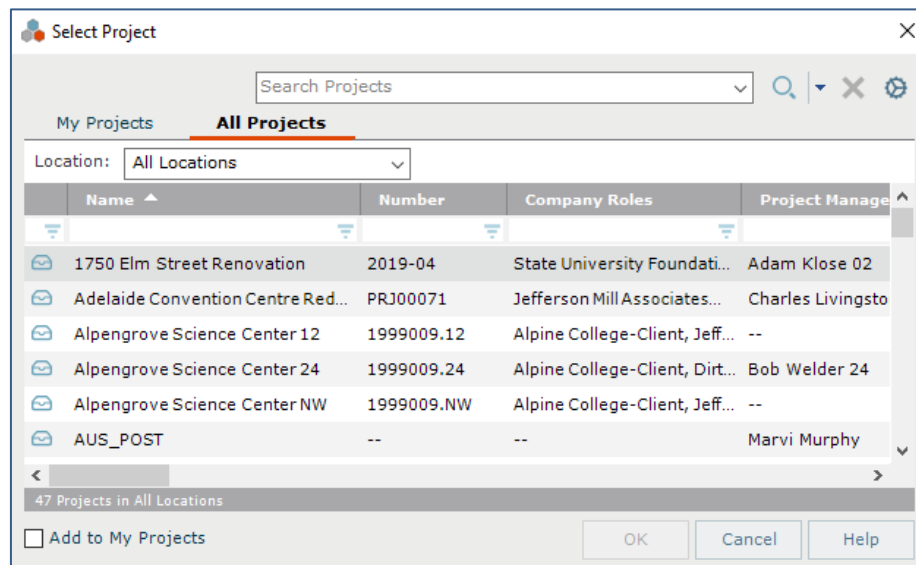 Select Project
Search Projects
My Projects All Projects
Location: All Locations
Name Number Company Roles Project Manage
1750 Elm Street Renovation 2019-04 State University Foundati... Adam Klose 02
Adelaide Convention Centre Red... PRJ00071 Jefferson Mill Associates... Charles Livingsto
Alpengrove Science Center 12 1999009.12 Alpine College-Client, Jeff... --
Alpengrove Science Center 24 1999009.24 Alpine College-Client, Dirt... Bob Welder 24
Alpengrove Science Center NW 1999009.NW Alpine College-Client, Jeff... --
AUS_POST -- -- Marvi Murphy
47 Projects in All Locations
Add to My Projects OK Cancel Help